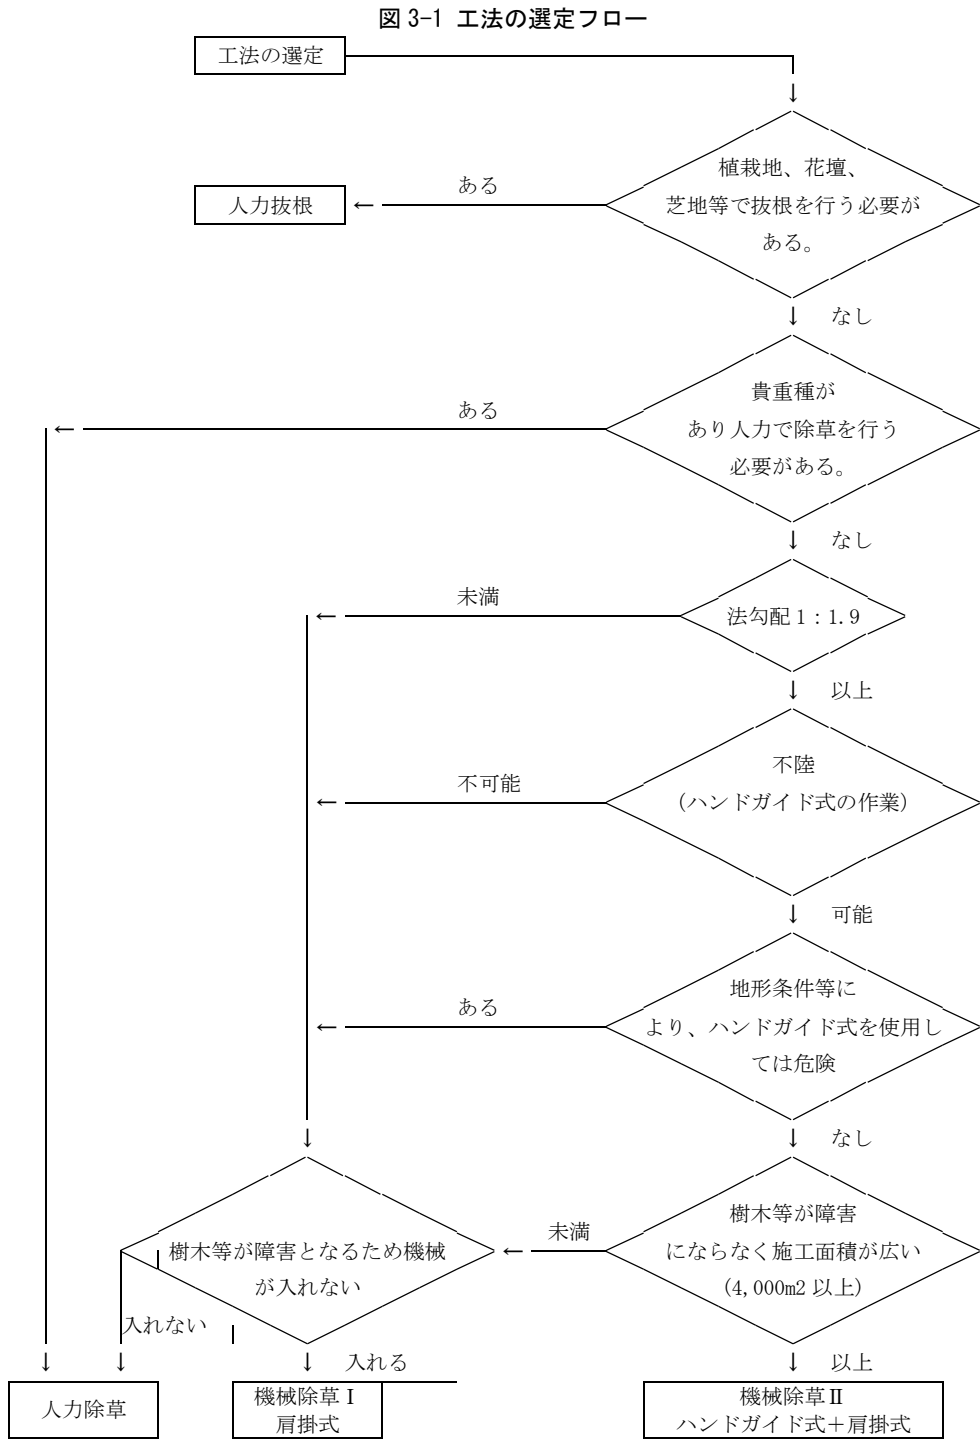 図 3-1 工法の選定フロー
工法の選定
↓
植栽地、花壇、
芝地等で抜根を行う必要が
ある。
ある
←
人力抜根
↓ なし
貴重種が
あり人力で除草を行う
必要がある。
ある
←
↓ なし
法勾配 1：1.9
未満
←
↓ 以上
不陸
（ハンドガイド式の作業）
不可能
←
↓ 可能
地形条件等に
より、ハンドガイド式を使用し
ては危険
ある
←
↓
↓ なし
樹木等が障害
にならなく施工面積が広い
(4,000m2 以上)
未満
←
樹木等が障害となるため機械
が入れない
入れない
↓
↓
↓ 入れる
↓ 以上
人力除草
機械除草Ⅰ
肩掛式
機械除草Ⅱ
ハンドガイド式＋肩掛式